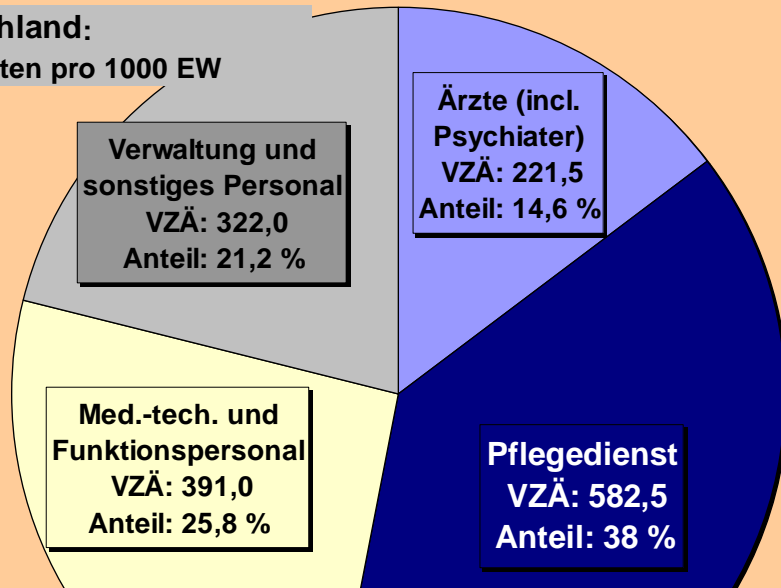 hland:
ten pro 1000 EW
Ärzte (incl.
Psychiater)
VZÄ: 221,5
Anteil: 14,6 %
Verwaltung und
sonstiges Personal
VZÄ: 322,0
Anteil: 21,2 %
Med.-tech. und
Funktionspersonal
VZÄ: 391,0
Anteil: 25,8 %
Pflegedienst
VZÄ: 582,5
Anteil: 38 %